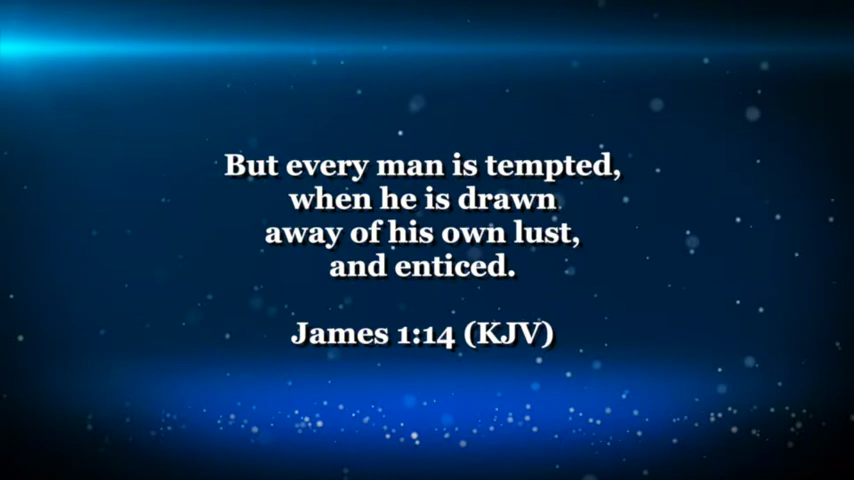 But every man is tempted,
when he is drawn
away of his own lust,
and enticed.
James 1:14 (KJV)